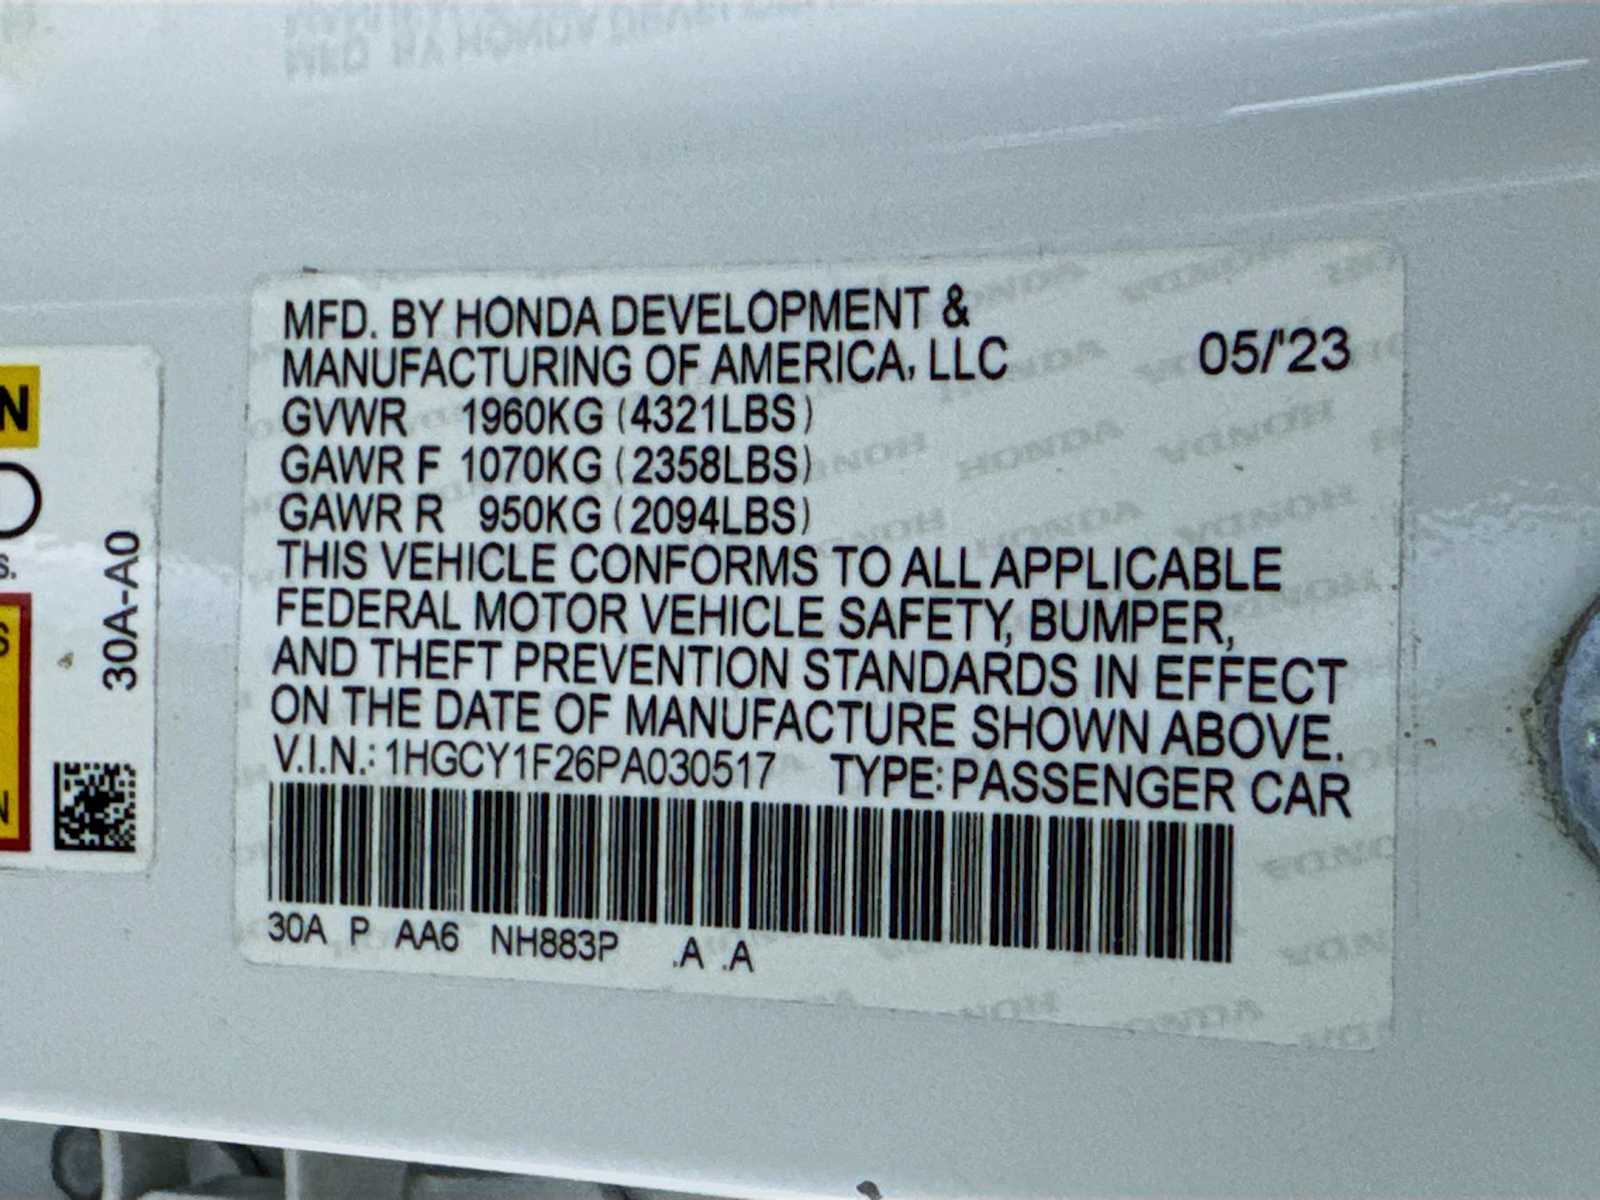 MFD. BY HONDA DEVELOPMENT &
MANUFACTURING OF AMERICA, LLC 05/'23
GVWR 1960KG (4321LBS)
GAWR F 1070KG (2358LBS)
GAWR R 950KG (2094LBS)
THIS VEHICLE CONFORMS TO ALL APPLICABLE
FEDERAL MOTOR VEHICLE SAFETY, BUMPER,
AND THEFT PREVENTION STANDARDS IN EFFECT
ON THE DATE OF MANUFACTURE SHOWN ABOVE.
V.I.N.: 1HGCY1F26PA030517 TYPE: PASSENGER CAR
30A P AA6 NH883P .A .A
30A-A0